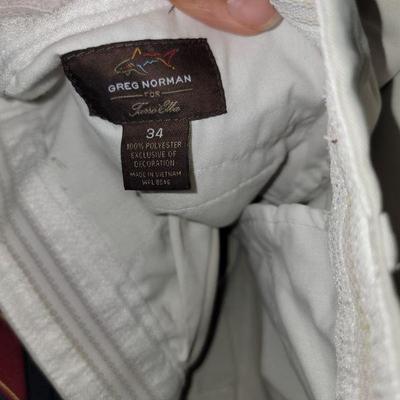 GREG NORMAN
FOR
Tasso Elba
34
100% POLYESTER
EXCLUSIVE OF
DECORATION
MADE IN VIETNAM